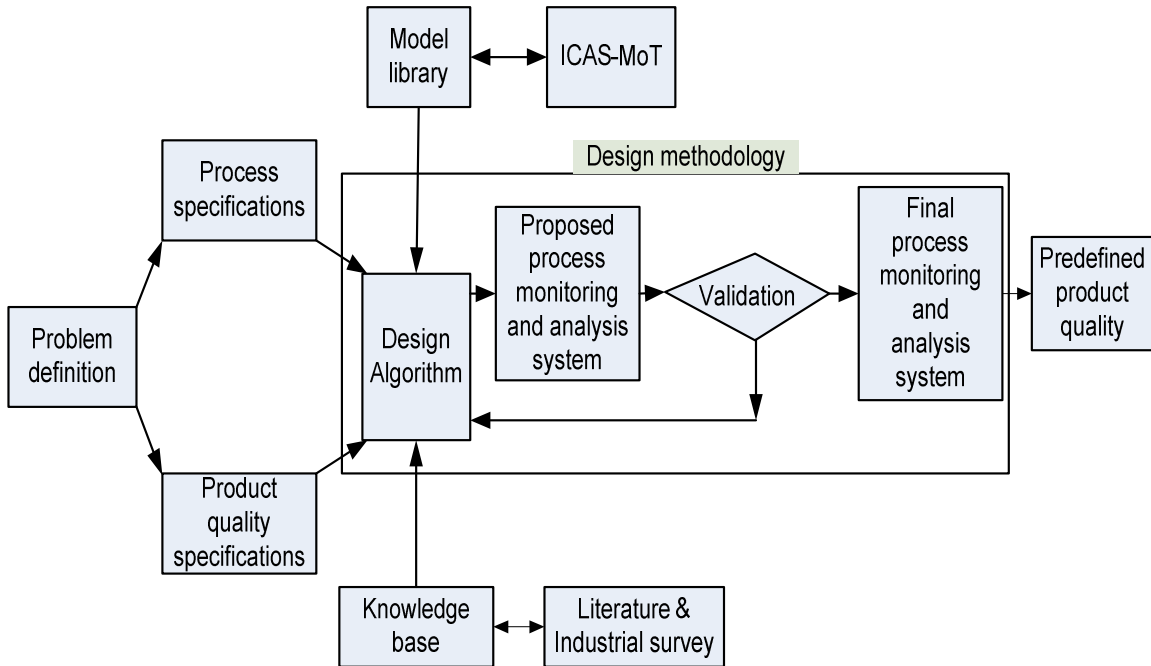 Model
library
ICAS-MoT
Design methodology
Process
specifications
Proposed
process
monitoring
and analysis
system
Final
process
monitoring
and
analysis
system
Predefined
product
quality
Validation
Problem
definition
Design
Algorithm
Product
quality
specifications
Knowledge
base
Literature &
Industrial survey